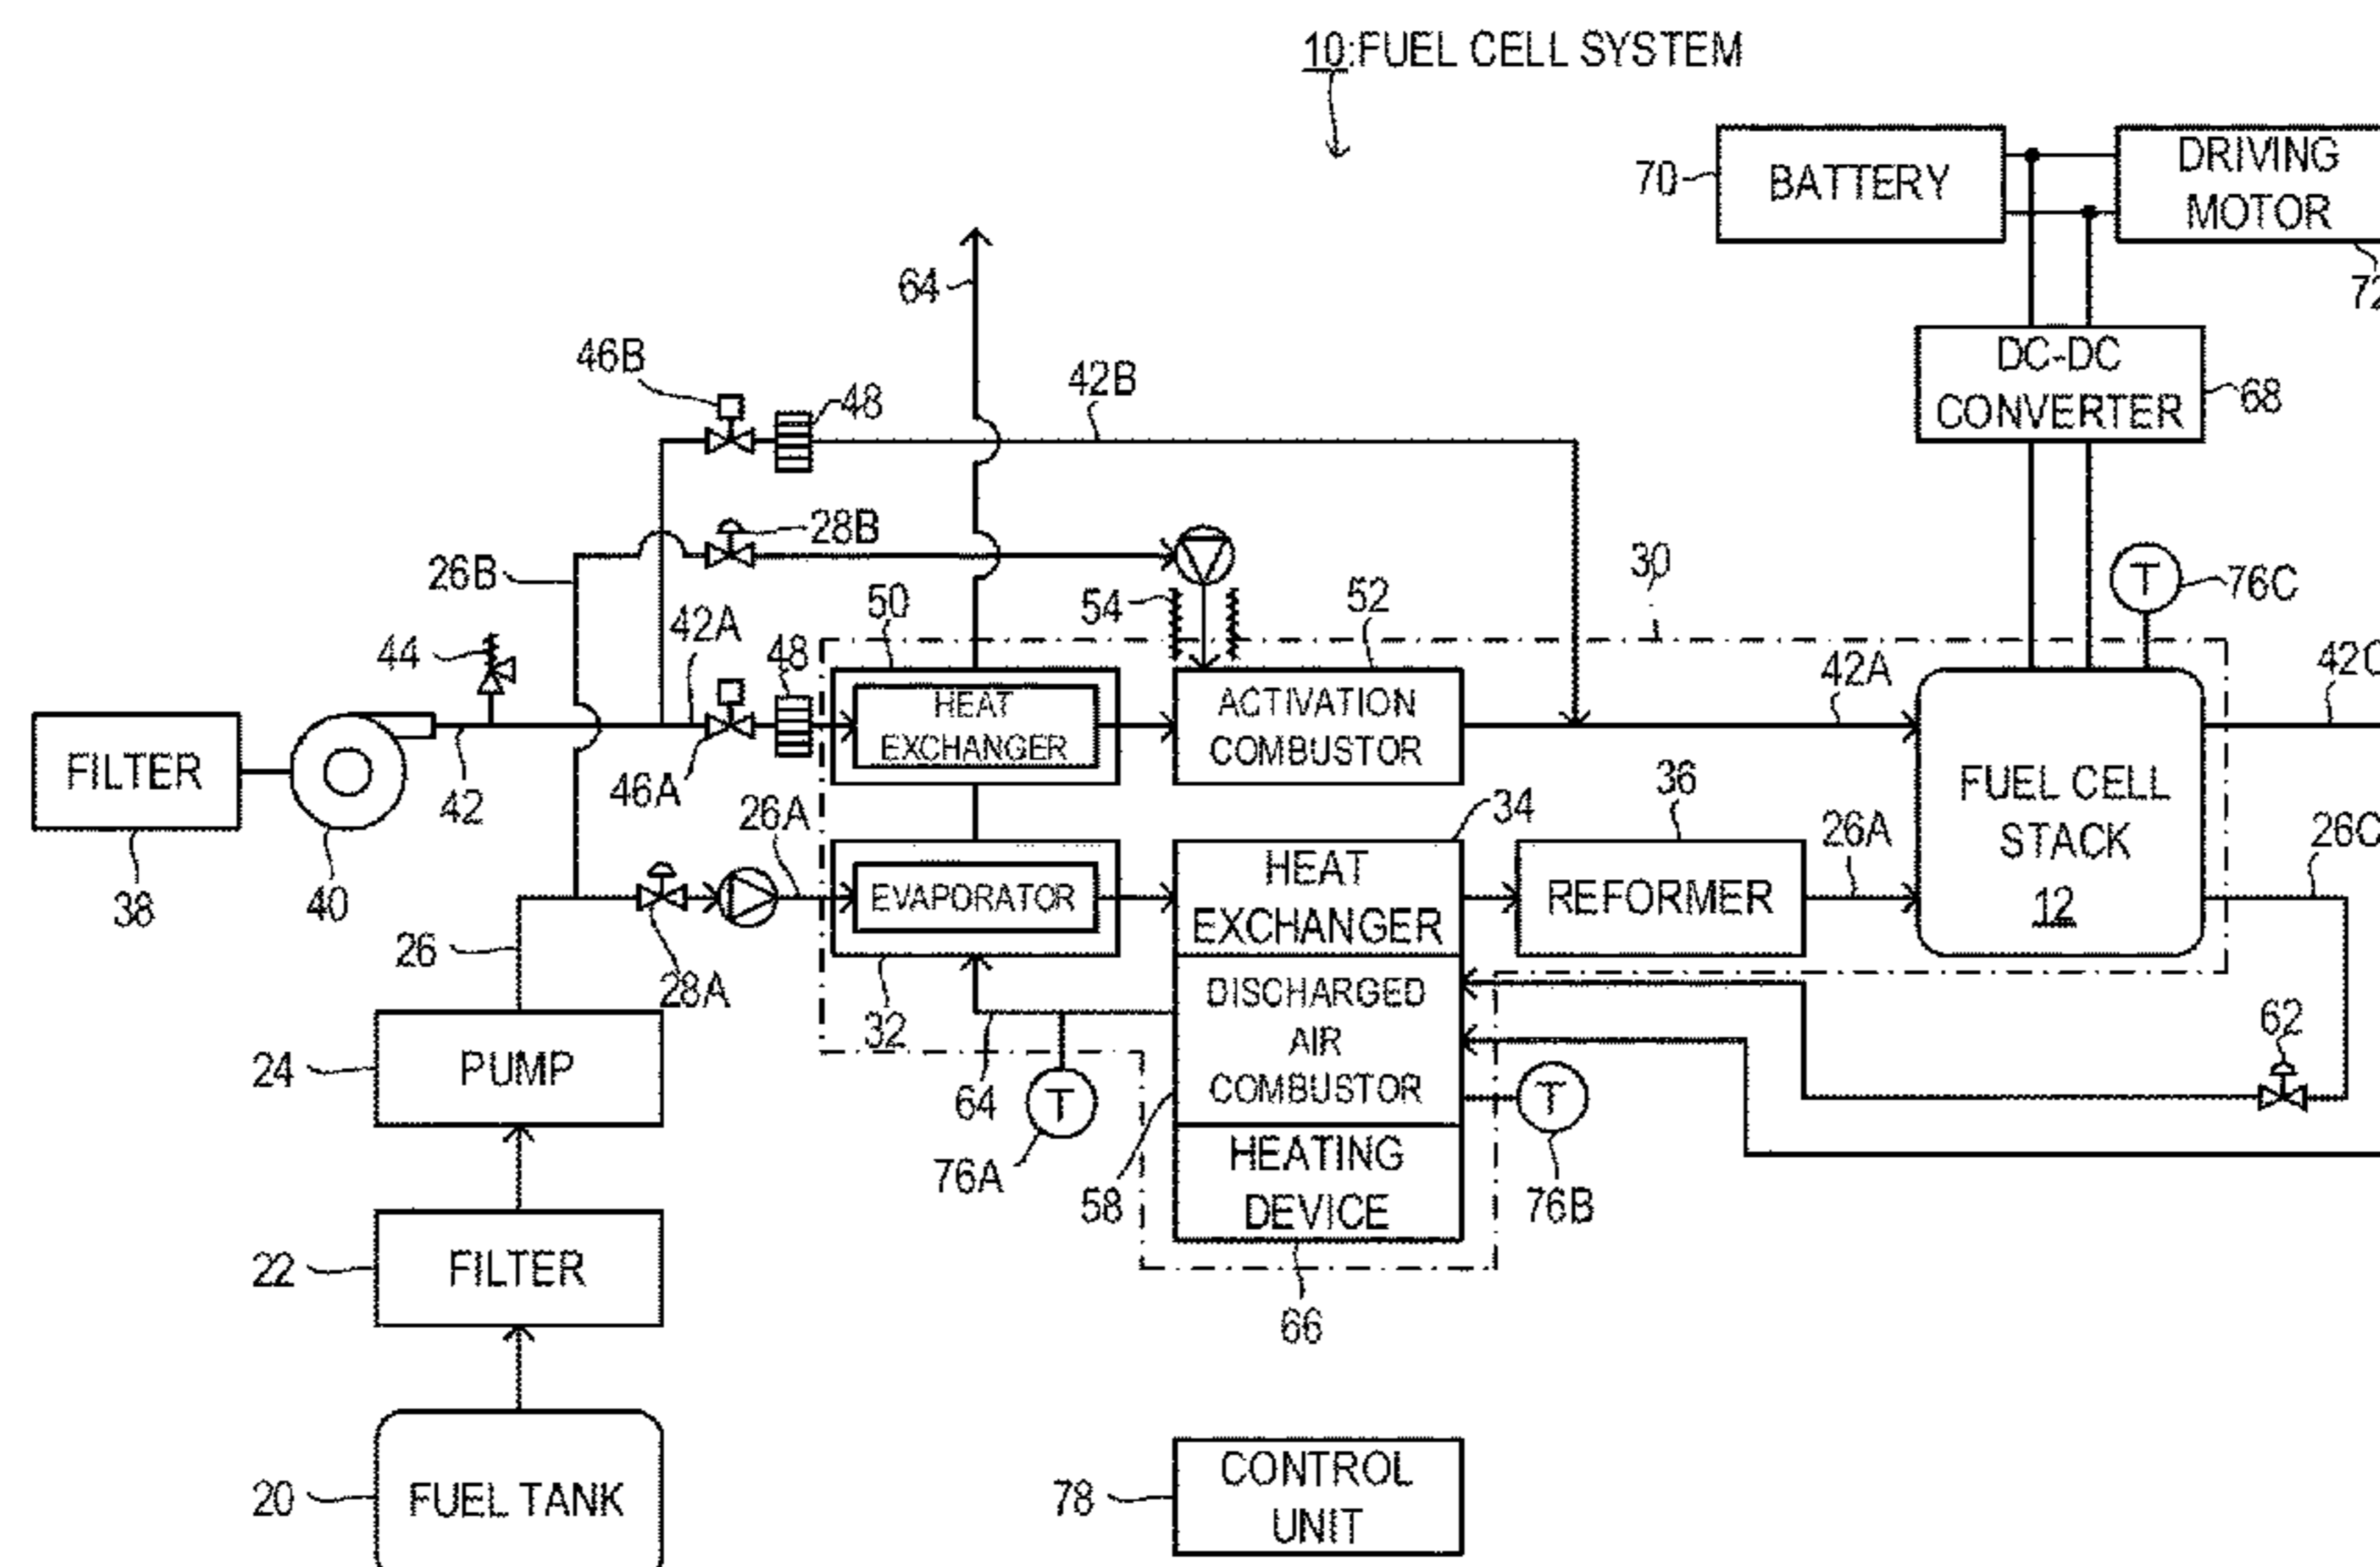 10:FUEL CELL SYSTEM
70
BATTERY
DRIVING
MOTOR
72
64
46B
48
42B
DC-DC
CONVERTER
68
28B
26B
54
30
76C
50
52
44
42A
48
42A
42C
HEAT
EXCHANGER
ACTIVATION
COMBUSTOR
FILTER
38
40
42
46A
26A
34
36
FUEL CELL
STACK
12
26A
26C
EVAPORATOR
HEAT
EXCHANGER
REFORMER
26
28A
32
DISCHARGED
AIR
COMBUSTOR
62
24
PUMP
64
76A
58
76B
T
T
T
HEATING
DEVICE
66
22
FILTER
20
FUEL TANK
78
CONTROL
UNIT